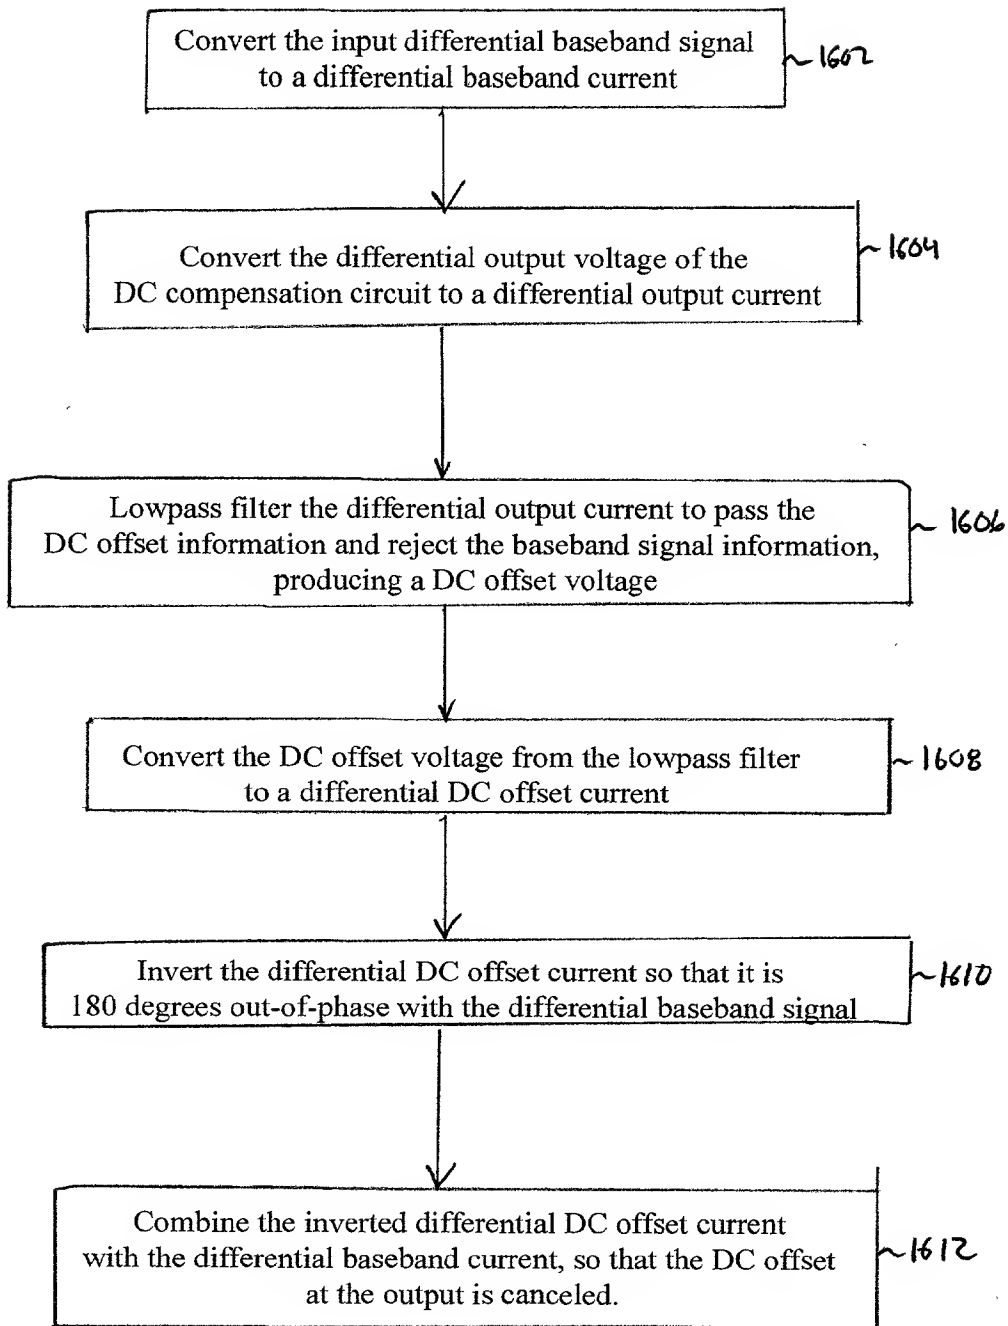 Convert the input differential baseband signal
to a differential baseband current
~1602
Convert the differential output voltage of the
DC compensation circuit to a differential output current
~1604
Lowpass filter the differential output current to pass the
DC offset information and reject the baseband signal information,
producing a DC offset voltage
~1606
Convert the DC offset voltage from the lowpass filter
to a differential DC offset current
~1608
Invert the differential DC offset current so that it is
180 degrees out-of-phase with the differential baseband signal
~1610
Combine the inverted differential DC offset current
with the differential baseband current, so that the DC offset
at the output is canceled.
~1612